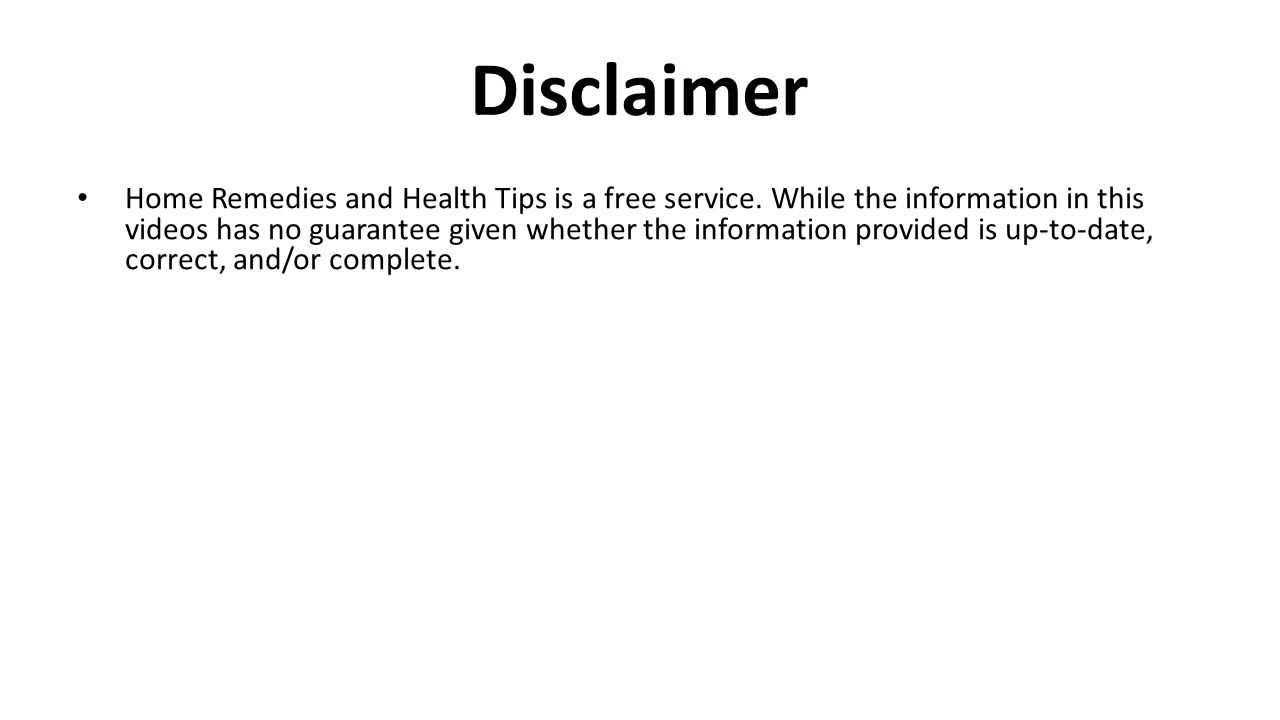 Disclaimer
• Home Remedies and Health Tips is a free service. While the information in this
videos has no guarantee given whether the information provided is up-to-date,
correct, and/or complete.